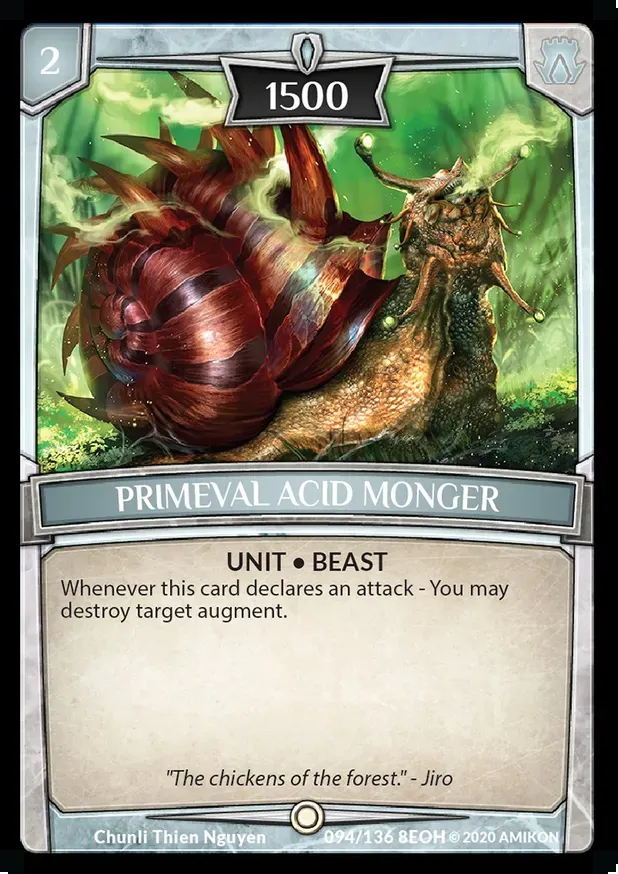 2
1500
PRIMEVAL ACID MONGER
UNIT • BEAST
Whenever this card declares an attack - You may
destroy target augment.
"The chickens of the forest." - Jiro
Chunli Thien Nguyen 094/136 8EOH © 2020 AMIKON